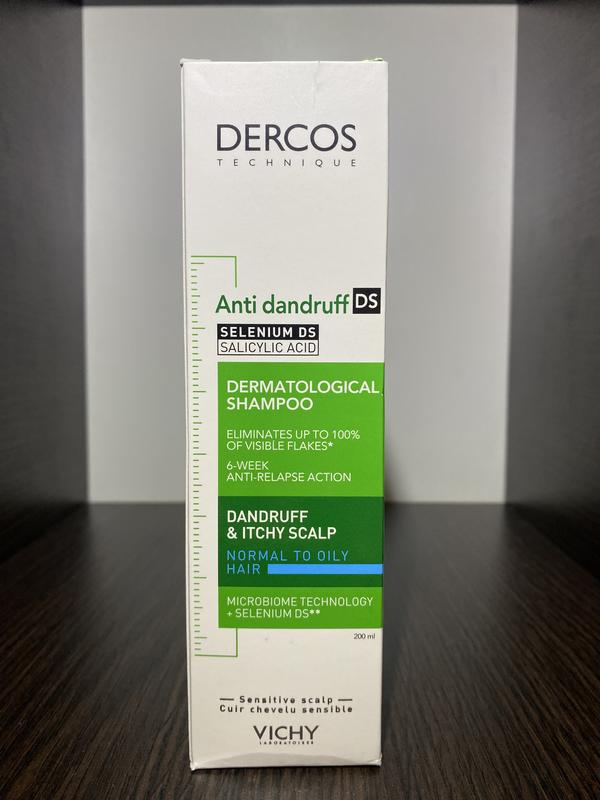 DERCOS
TECHNIQUE
Anti dandruff DS
SELENIUM DS
SALICYLIC ACID
DERMATOLOGICAL
SHAMPOO
ELIMINATES UP TO 100%
OF VISIBLE FLAKES*
6-WEEK
ANTI-RELAPSE ACTION
DANDRUFF
& ITCHY SCALP
NORMAL TO OILY
HAIR
MICROBIOME TECHNOLOGY
+ SELENIUM DS**
200 ml
Sensitive scalp
Cuir chevelu sensible
VICHY
LABORATOIRES